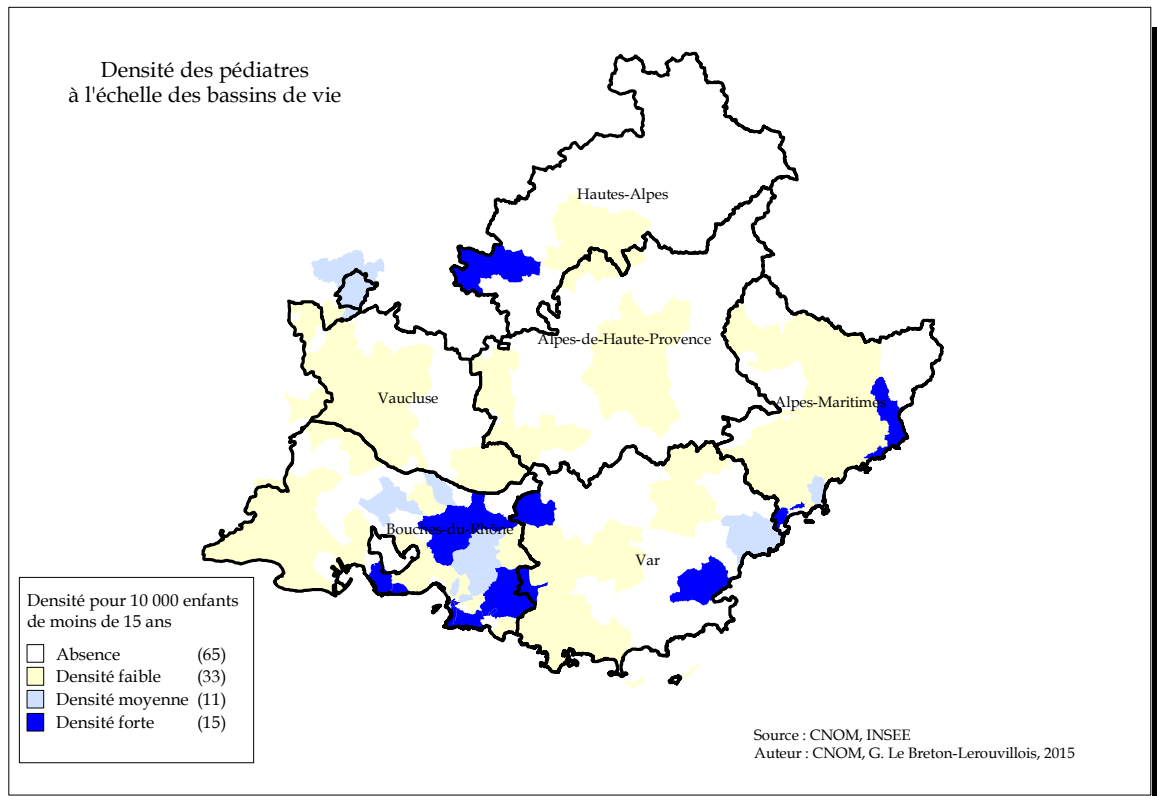 Densité des pédiatres
à l'échelle des bassins de vie
Hautes-Alpes
Alpes-de-Haute-Provence
Vaucluse
Alpes-Maritimes
Bouches-du-Rhône
Var
Densité pour 10 000 enfants
de moins de 15 ans
Absence (65)
Densité faible (33)
Densité moyenne (11)
Densité forte (15)
Source : CNOM, INSEE
Auteur : CNOM, G. Le Breton-Lerouvillois, 2015